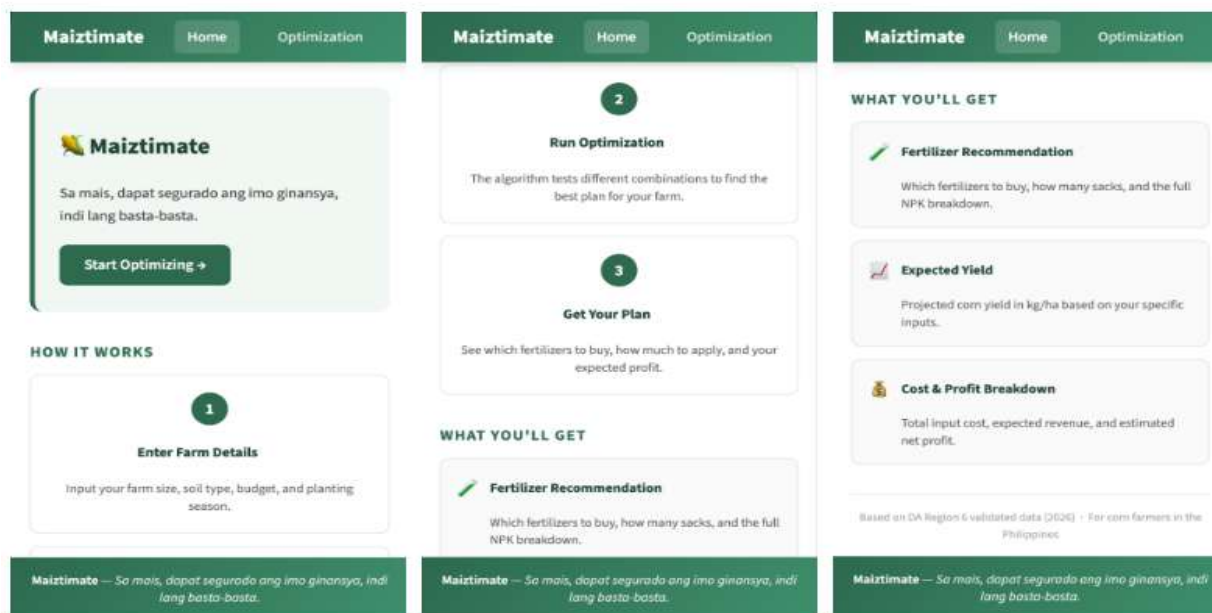 Maiztimate Home Optimization
Maiztimate
Sa mais, dapat segurado ang imo ginansya,
indi lang basta-basta.
Start Optimizing →
HOW IT WORKS
1
Enter Farm Details
Input your farm size, soil type, budget, and planting
season.
Maiztimate — Sa mais, dapat segurado ang imo ginansya, indi
lang basta-basta.
Maiztimate Home Optimization
2
Run Optimization
The algorithm tests different combinations to find the
best plan for your farm.
3
Get Your Plan
See which fertilizers to buy, how much to apply, and your
expected profit.
WHAT YOU'LL GET
Fertilizer Recommendation
Which fertilizers to buy, how many sacks, and the full
NPK breakdown.
Maiztimate — Sa mais, dapat segurado ang imo ginansya, indi
lang basta-basta.
Maiztimate Home Optimization
WHAT YOU'LL GET
Fertilizer Recommendation
Which fertilizers to buy, how many sacks, and the full
NPK breakdown.
Expected Yield
Projected corn yield in kg/ha based on your specific
inputs.
Cost & Profit Breakdown
Total input cost, expected revenue, and estimated
net profit.
Based on DA Region 6 validated data (2026) · For corn farmers in the
Philippines
Maiztimate — Sa mais, dapat segurado ang imo ginansya, indi
lang basta-basta.